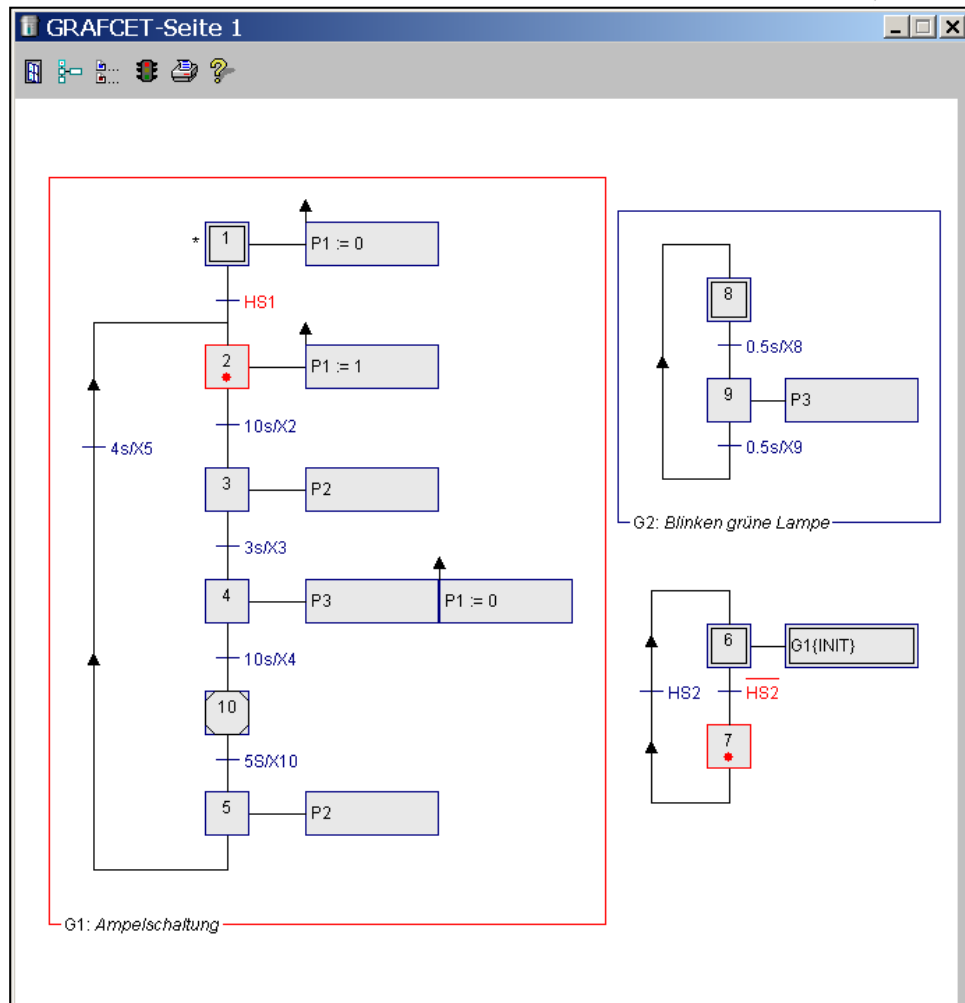 GRAFCET-Seite 1
* 1 P1 := 0
HS1
2 P1 := 1
10s/X2
4s/X5
3 P2
3s/X3
4 P3 P1 := 0
10s/X4
10
5S/X10
5 P2
G1: Ampelschaltung
8
0.5s/X8
9 P3
0.5s/X9
G2: Blinken grüne Lampe
6 G1{INIT}
HS2 H̅S̅2̅
7